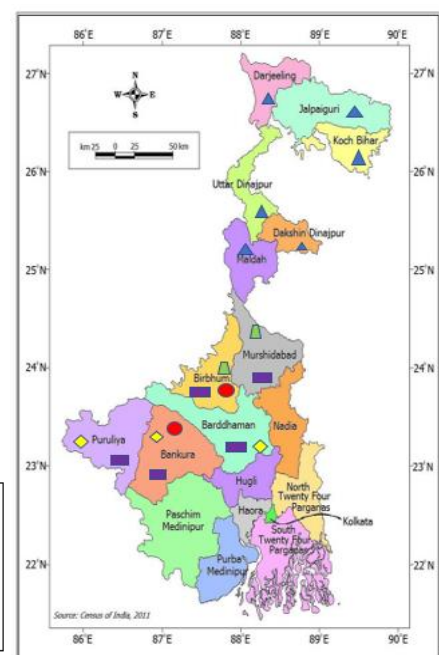 86˚E 87˚E 88˚E 89˚E 90˚E
27˚N 27˚N
N
W E
S
Darjeeling
Jalpaiguri
km 25 0 25 50 km
Koch Bihar
26˚N 26˚N
Uttar Dinajpur
Dakshin Dinajpur
Maldah
25˚N 25˚N
24˚N 24˚N
Murshidabad
Birbhum
Barddhaman
Nadia
Puruliya
Bankura
23˚N 23˚N
Hugli
North
Twenty Four
Parganas
Haora
Kolkata
Paschim
Medinipur
South
Twenty Four
Parganas
22˚N 22˚N
Purba
Medinipur
Source: Census of India, 2011
86˚E 87˚E 88˚E 89˚E 90˚E